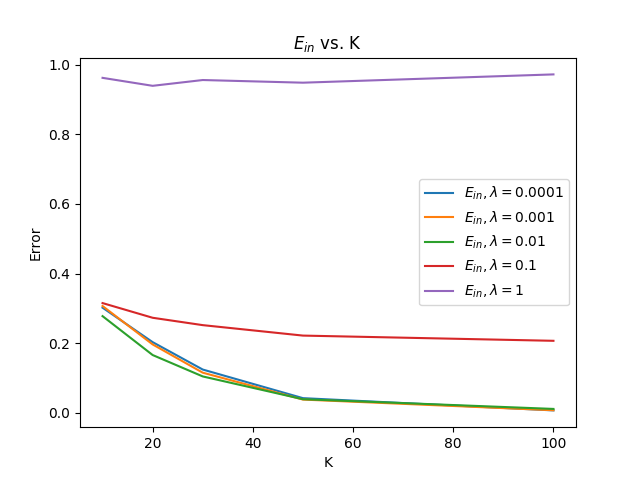 E_in vs. K
1.0
0.8
0.6
0.4
0.2
0.0
Error
E_in, λ = 0.0001
E_in, λ = 0.001
E_in, λ = 0.01
E_in, λ = 0.1
E_in, λ = 1
20 40 60 80 100
K